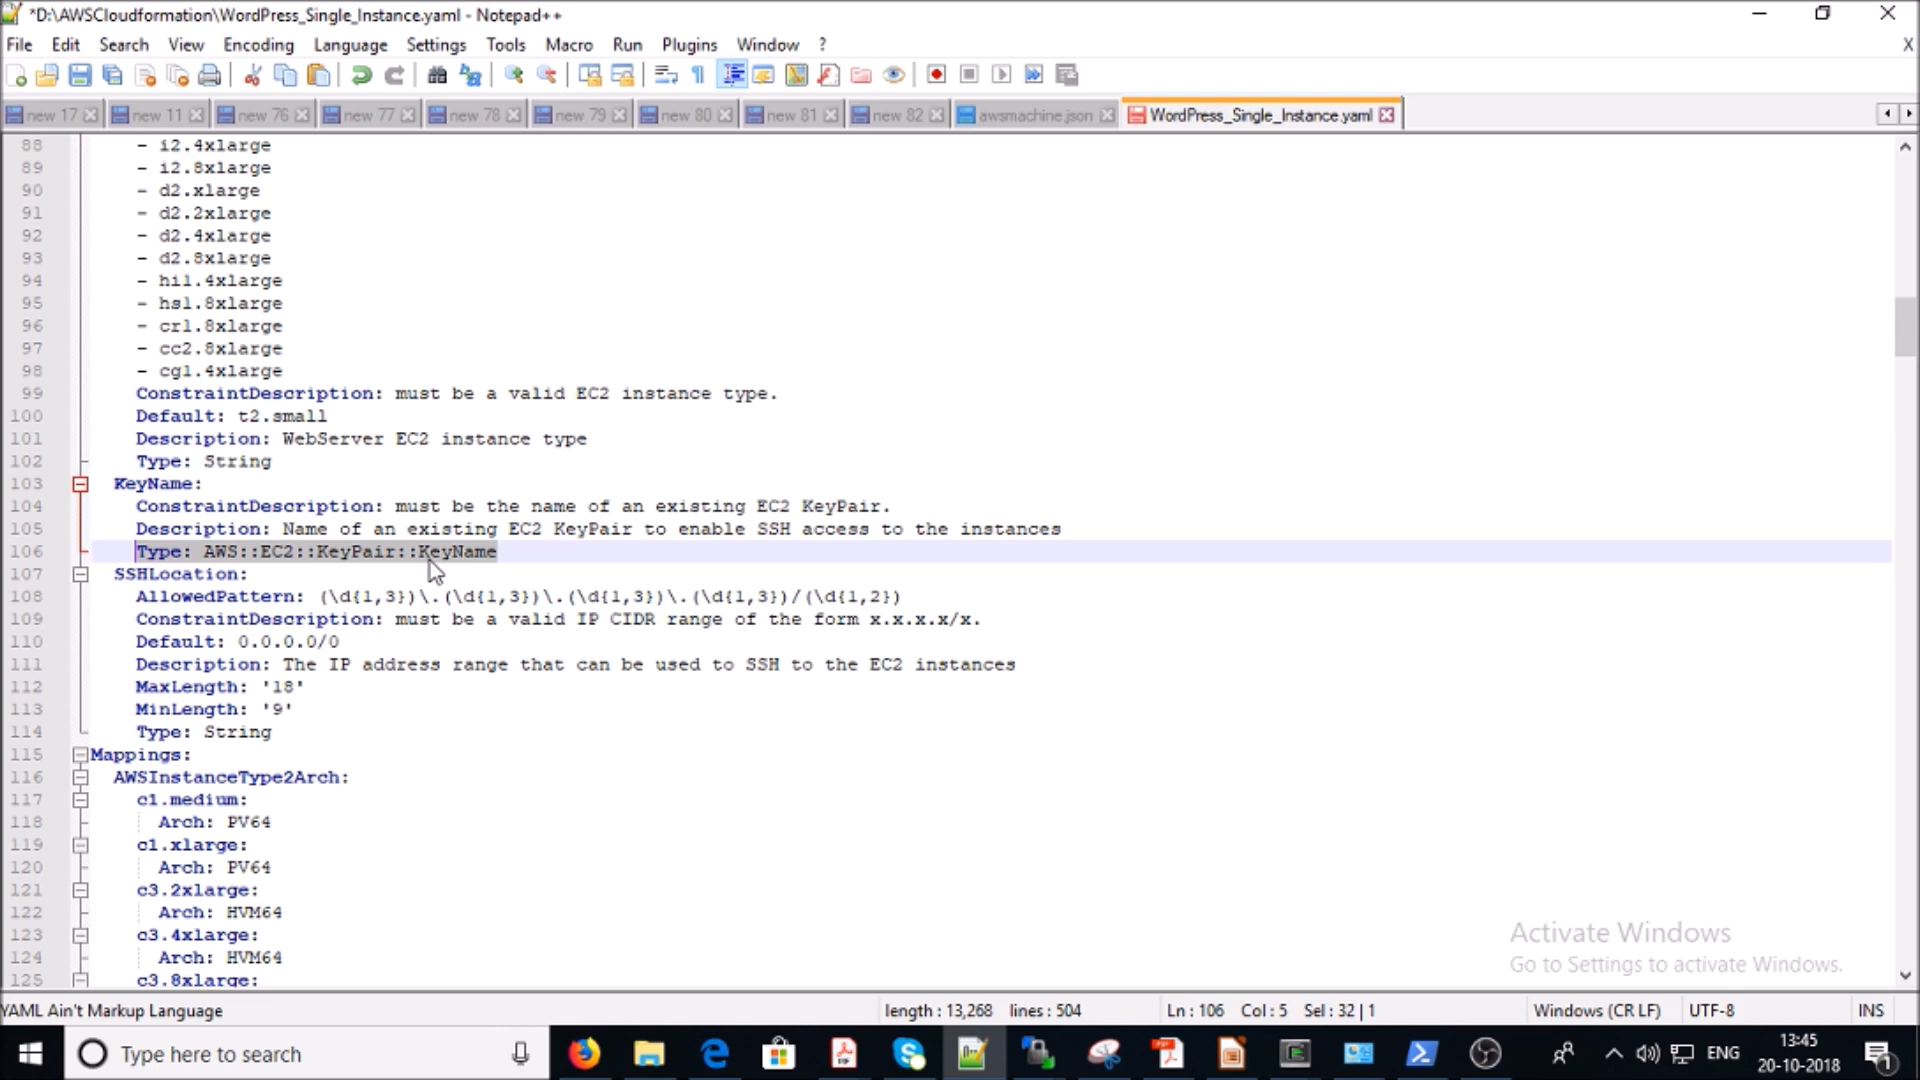 *D:\AWSCloudformation\WordPress_Single_Instance.yaml - Notepad++
File Edit Search View Encoding Language Settings Tools Macro Run Plugins Window ? X
new 17 new 11 new 76 new 77 new 78 new 79 new 80 new 81 new 82 awsmachine.json WordPress_Single_Instance.yaml
88 - i2.4xlarge
89 - i2.8xlarge
90 - d2.xlarge
91 - d2.2xlarge
92 - d2.4xlarge
93 - d2.8xlarge
94 - hi1.4xlarge
95 - hs1.8xlarge
96 - cr1.8xlarge
97 - cc2.8xlarge
98 - cg1.4xlarge
99 ConstraintDescription: must be a valid EC2 instance type.
100 Default: t2.small
101 Description: WebServer EC2 instance type
102 Type: String
103 KeyName:
104 ConstraintDescription: must be the name of an existing EC2 KeyPair.
105 Description: Name of an existing EC2 KeyPair to enable SSH access to the instances
106 Type: AWS::EC2::KeyPair::KeyName
107 SSHLocation:
108 AllowedPattern: (\d{1,3})\.(\d{1,3})\.(\d{1,3})\.(\d{1,3})/(\d{1,2})
109 ConstraintDescription: must be a valid IP CIDR range of the form x.x.x.x/x.
110 Default: 0.0.0.0/0
111 Description: The IP address range that can be used to SSH to the EC2 instances
112 MaxLength: '18'
113 MinLength: '9'
114 Type: String
115 Mappings:
116 AWSInstanceType2Arch:
117 c1.medium:
118 Arch: PV64
119 c1.xlarge:
120 Arch: PV64
121 c3.2xlarge:
122 Arch: HVM64
123 c3.4xlarge:
124 Arch: HVM64
125 c3.8xlarge:
Activate Windows
Go to Settings to activate Windows.
YAML Ain't Markup Language length : 13,268 lines : 504 Ln : 106 Col : 5 Sel : 32 | 1 Windows (CR LF) UTF-8 INS
Type here to search ENG 13:45
20-10-2018 1